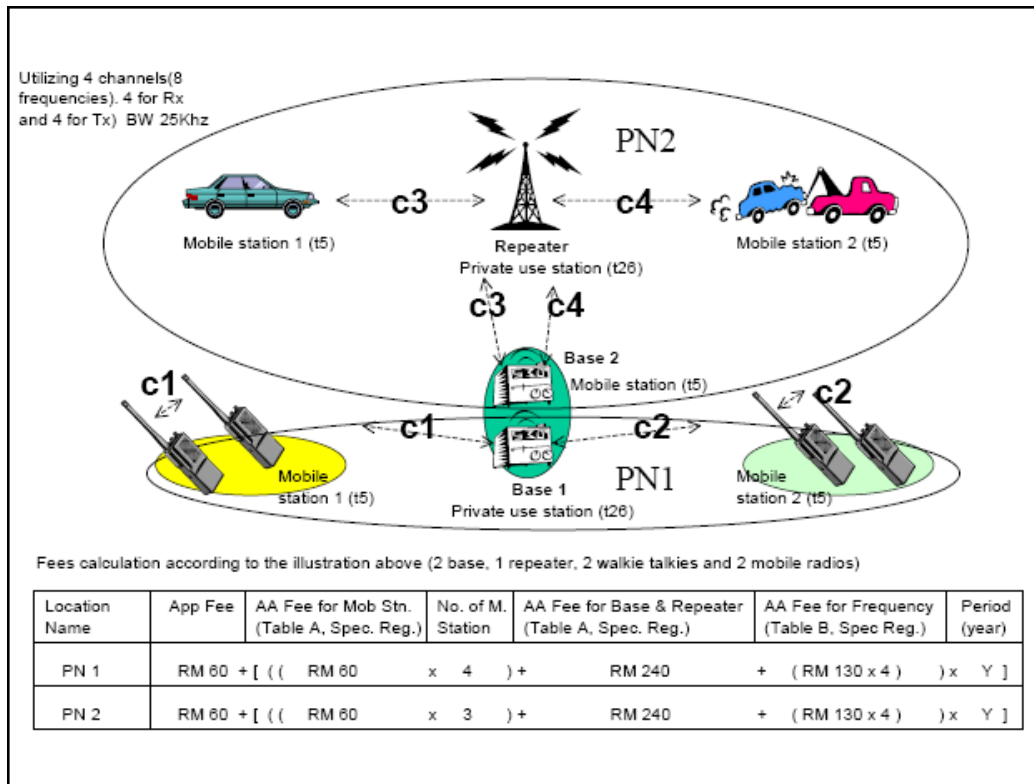 Utilizing 4 channels(8
frequencies). 4 for Rx
and 4 for Tx) BW 25Khz
PN2
c3
c4
Mobile station 1 (t5)
Repeater
Mobile station 2 (t5)
Private use station (t26)
c3 c4
Base 2
Mobile station (t5)
c1
c2
c1
c2
Mobile
station 1 (t5)
PN1
Mobile
station 2 (t5)
Base 1
Private use station (t26)
Fees calculation according to the illustration above (2 base, 1 repeater, 2 walkie talkies and 2 mobile radios)
Location Name App Fee AA Fee for Mob Stn. (Table A, Spec. Reg.) No. of M. Station AA Fee for Base & Repeater (Table A, Spec. Reg.) AA Fee for Frequency (Table B, Spec Reg.) Period (year)
PN 1 RM 60 + [ (( RM 60 x 4 ) + RM 240 + ( RM 130 x 4 ) ) x Y ]
PN 2 RM 60 + [ (( RM 60 x 3 ) + RM 240 + ( RM 130 x 4 ) ) x Y ]